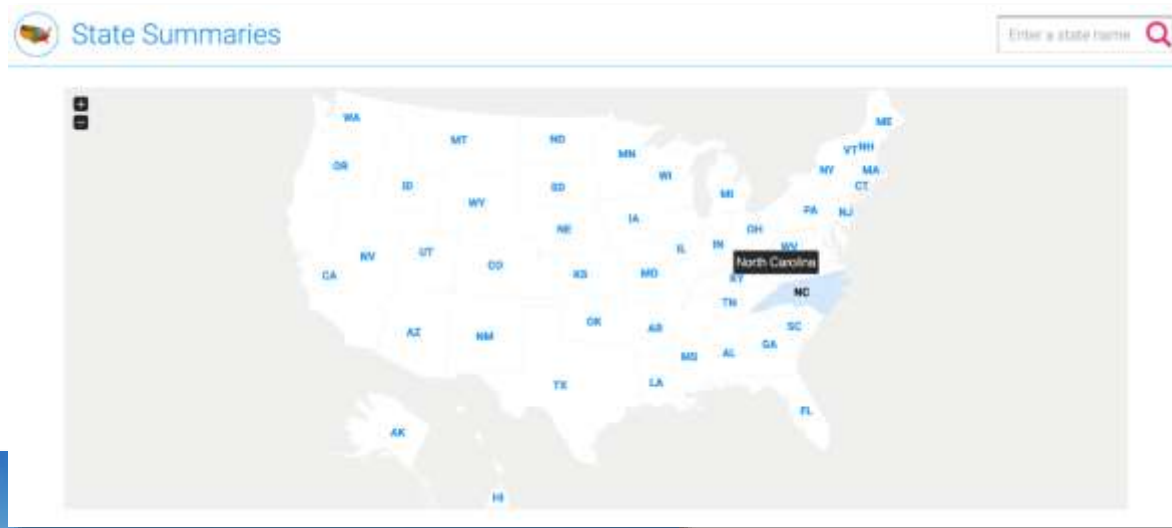 State Summaries
Enter a state name
+
-
WA
ME
MT
ND
VT NH
MN
OR
NY
MA
WI
ID
SD
CT
MI
WY
PA
NJ
IA
NE
OH
IN
WV
IL
UT
NV
CO
North Carolina
CA
KS
MO
KY
NC
TN
OK
SC
AR
AZ
NM
GA
AL
MS
TX
LA
FL
AK
HI